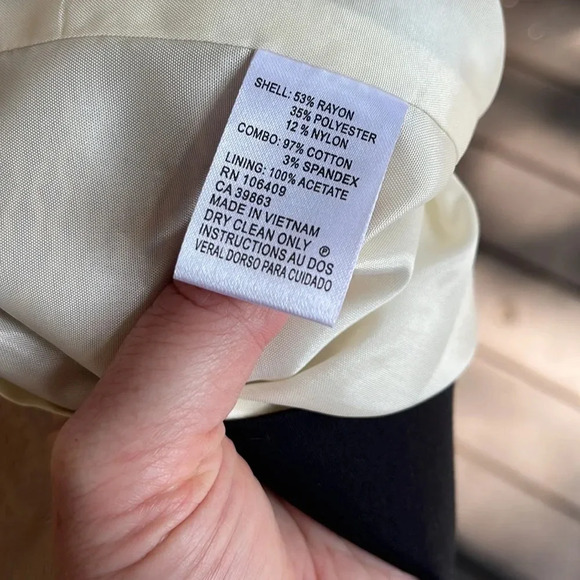 SHELL: 53% RAYON
35% POLYESTER
12% NYLON
COMBO: 97% COTTON
3% SPANDEX
LINING: 100% ACETATE
RN 106409
CA 39863
MADE IN VIETNAM
DRY CLEAN ONLY Ⓟ
INSTRUCTIONS AU DOS
VERAL DORSO PARA CUIDADO